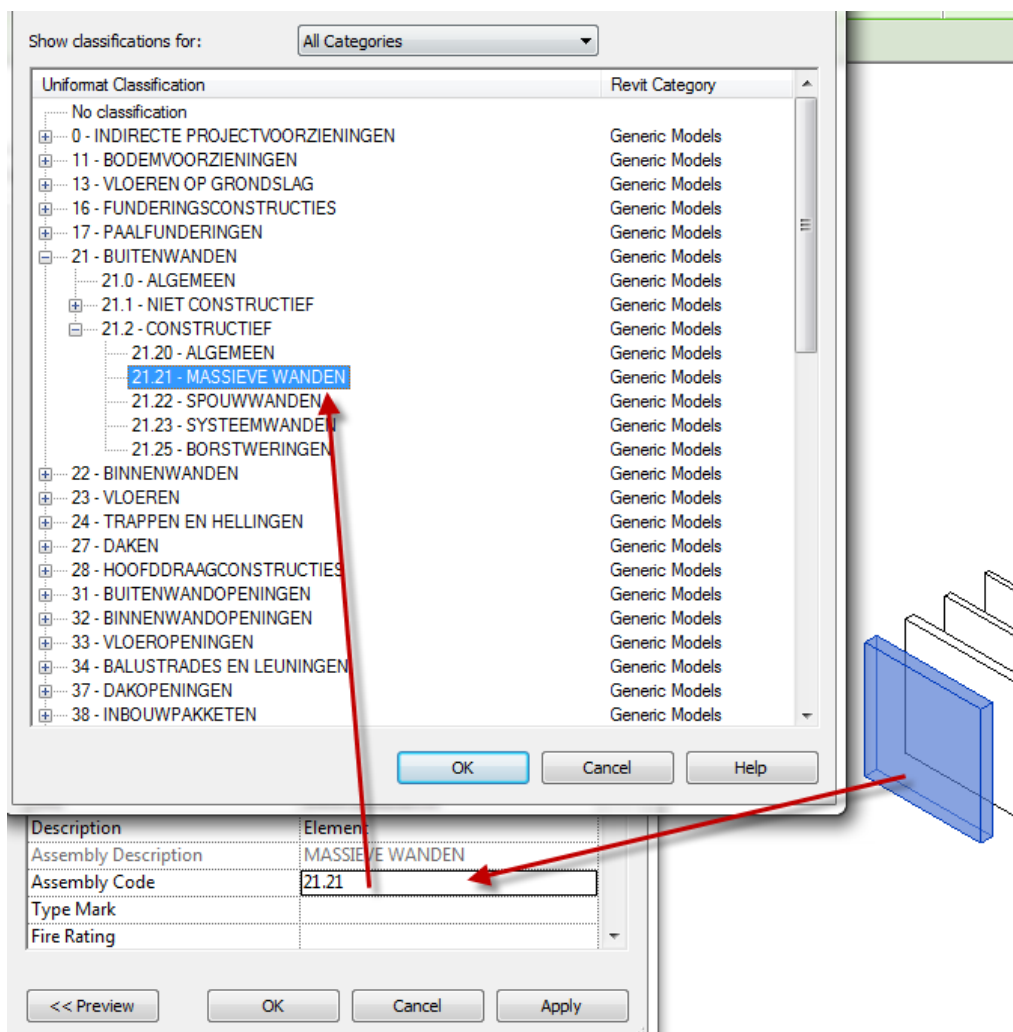 Show classifications for: All Categories
Uniformat Classification Revit Category
No classification
0 - INDIRECTE PROJECTVOORZIENINGEN Generic Models
11 - BODEMVOORZIENINGEN Generic Models
13 - VLOEREN OP GRONDSLAG Generic Models
16 - FUNDERINGSCONSTRUCTIES Generic Models
17 - PAALFUNDERINGEN Generic Models
21 - BUITENWANDEN Generic Models
21.0 - ALGEMEEN Generic Models
21.1 - NIET CONSTRUCTIEF Generic Models
21.2 - CONSTRUCTIEF Generic Models
21.20 - ALGEMEEN Generic Models
21.21 - MASSIEVE WANDEN Generic Models
21.22 - SPOUWWANDEN Generic Models
21.23 - SYSTEEMWANDEN Generic Models
21.25 - BORSTWERINGEN Generic Models
22 - BINNENWANDEN Generic Models
23 - VLOEREN Generic Models
24 - TRAPPEN EN HELLINGEN Generic Models
27 - DAKEN Generic Models
28 - HOOFDDRAAGCONSTRUCTIES Generic Models
31 - BUITENWANDOPENINGEN Generic Models
32 - BINNENWANDOPENINGEN Generic Models
33 - VLOEROPENINGEN Generic Models
34 - BALUSTRADES EN LEUNINGEN Generic Models
37 - DAKOPENINGEN Generic Models
38 - INBOUWPAKKETEN Generic Models
OK Cancel Help
Description Element
Assembly Description MASSIEVE WANDEN
Assembly Code 21.21
Type Mark
Fire Rating
<< Preview OK Cancel Apply